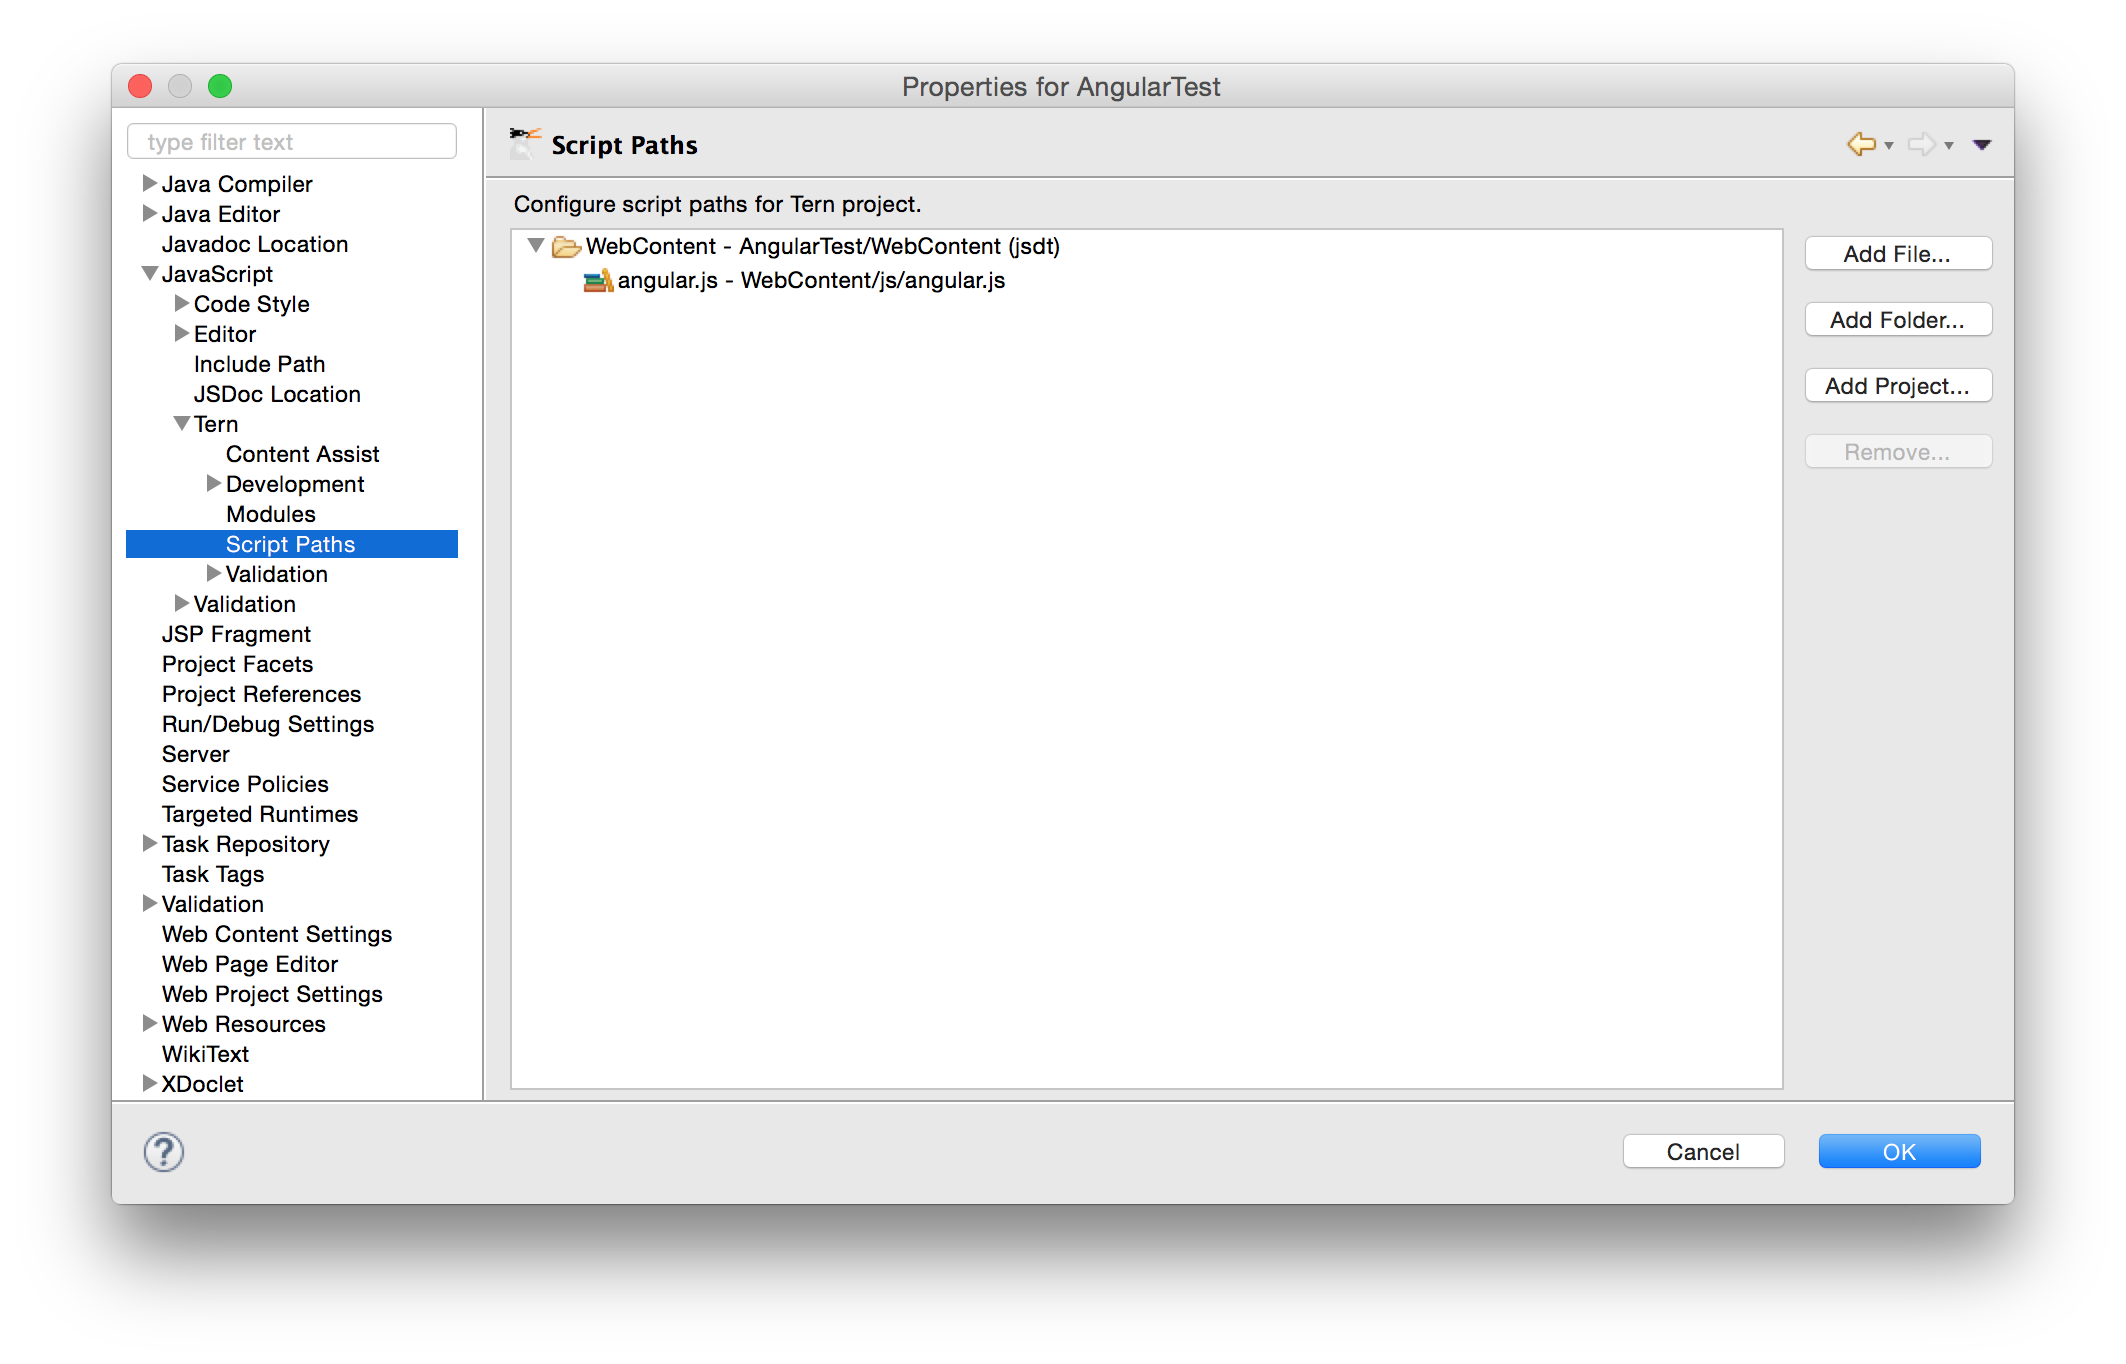 Properties for AngularTest
type filter text
Java Compiler
Java Editor
Javadoc Location
JavaScript
Code Style
Editor
Include Path
JSDoc Location
Tern
Content Assist
Development
Modules
Script Paths
Validation
Validation
JSP Fragment
Project Facets
Project References
Run/Debug Settings
Server
Service Policies
Targeted Runtimes
Task Repository
Task Tags
Validation
Web Content Settings
Web Page Editor
Web Project Settings
Web Resources
WikiText
XDoclet
Script Paths
Configure script paths for Tern project.
WebContent - AngularTest/WebContent (jsdt)
angular.js - WebContent/js/angular.js
Add File...
Add Folder...
Add Project...
Remove...
?
Cancel
OK